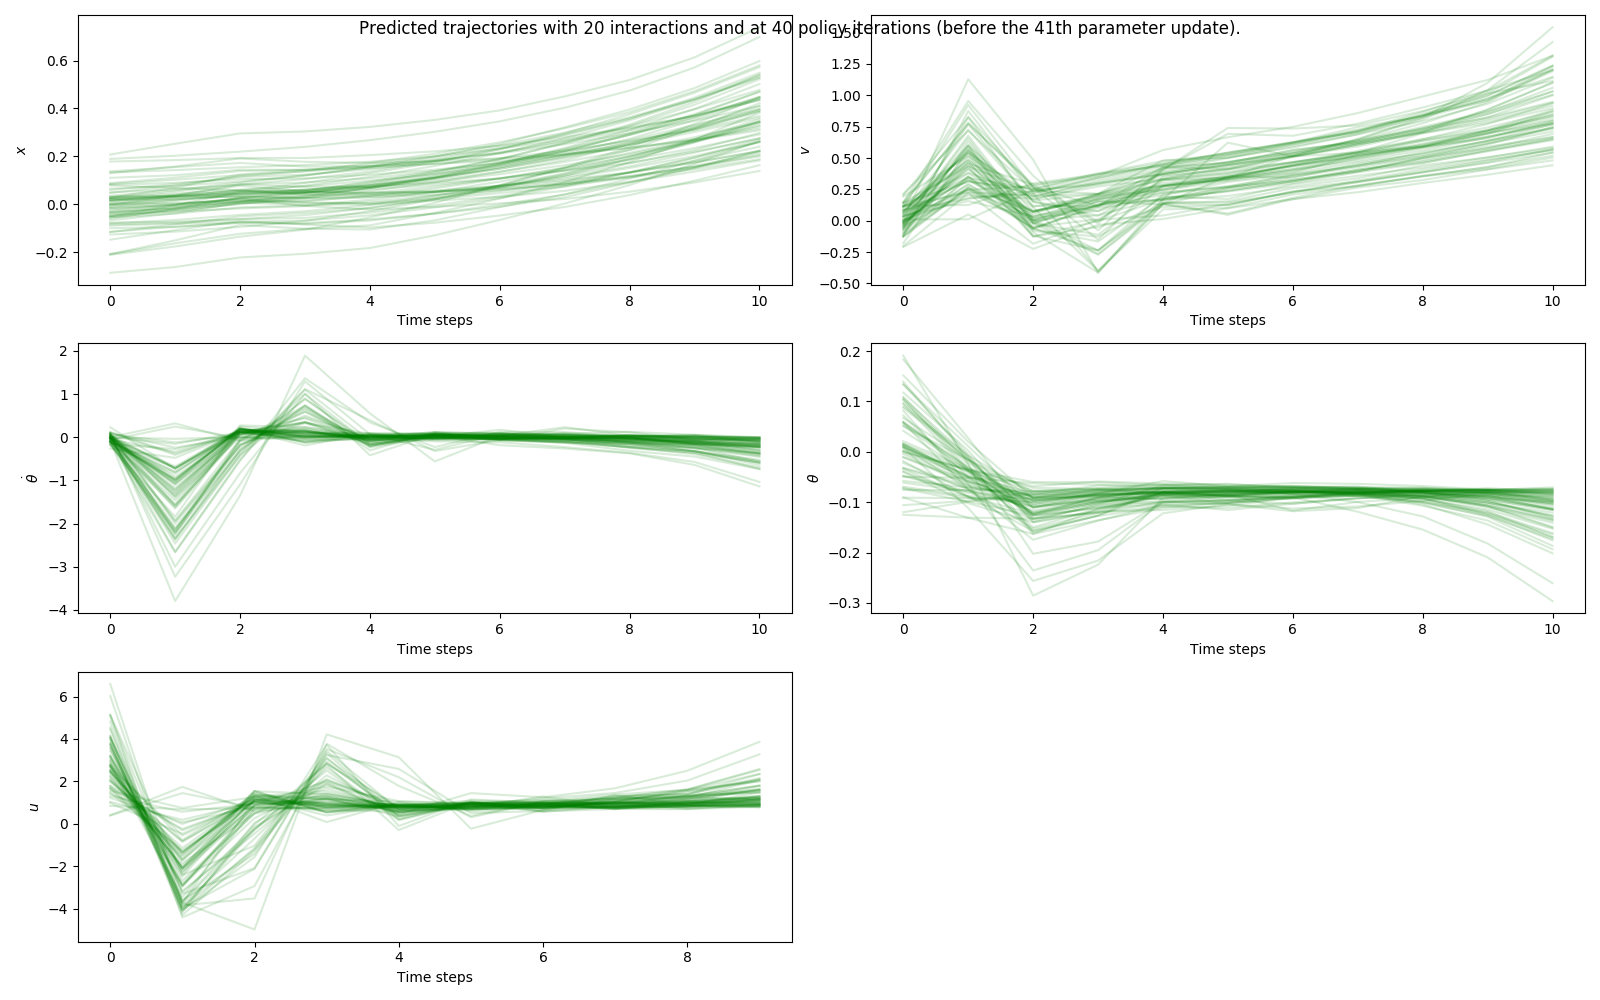 Predicted trajectories with 20 interactions and at 40 policy iterations (before the 41th parameter update).
x
0.6
0.4
0.2
0.0
−0.2
0 2 4 6 8 10
Time steps
v
1.50
1.25
1.00
0.75
0.50
0.25
0.00
−0.25
−0.50
0 2 4 6 8 10
Time steps
θ̇
2
1
0
−1
−2
−3
−4
0 2 4 6 8 10
Time steps
θ
0.2
0.1
0.0
−0.1
−0.2
−0.3
0 2 4 6 8 10
Time steps
u
6
4
2
0
−2
−4
0 2 4 6 8
Time steps